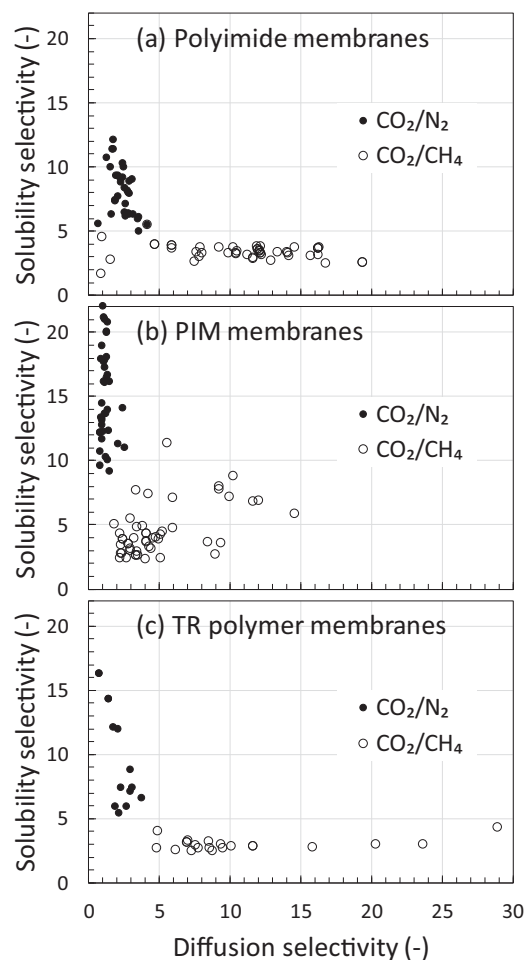 (a) Polyimide membranes
Solubility selectivity (-)
20
15
10
5
0
CO₂/N₂
CO₂/CH₄
(b) PIM membranes
Solubility selectivity (-)
20
15
10
5
0
CO₂/N₂
CO₂/CH₄
(c) TR polymer membranes
Solubility selectivity (-)
20
15
10
5
0
CO₂/N₂
CO₂/CH₄
0 5 10 15 20 25 30
Diffusion selectivity (-)